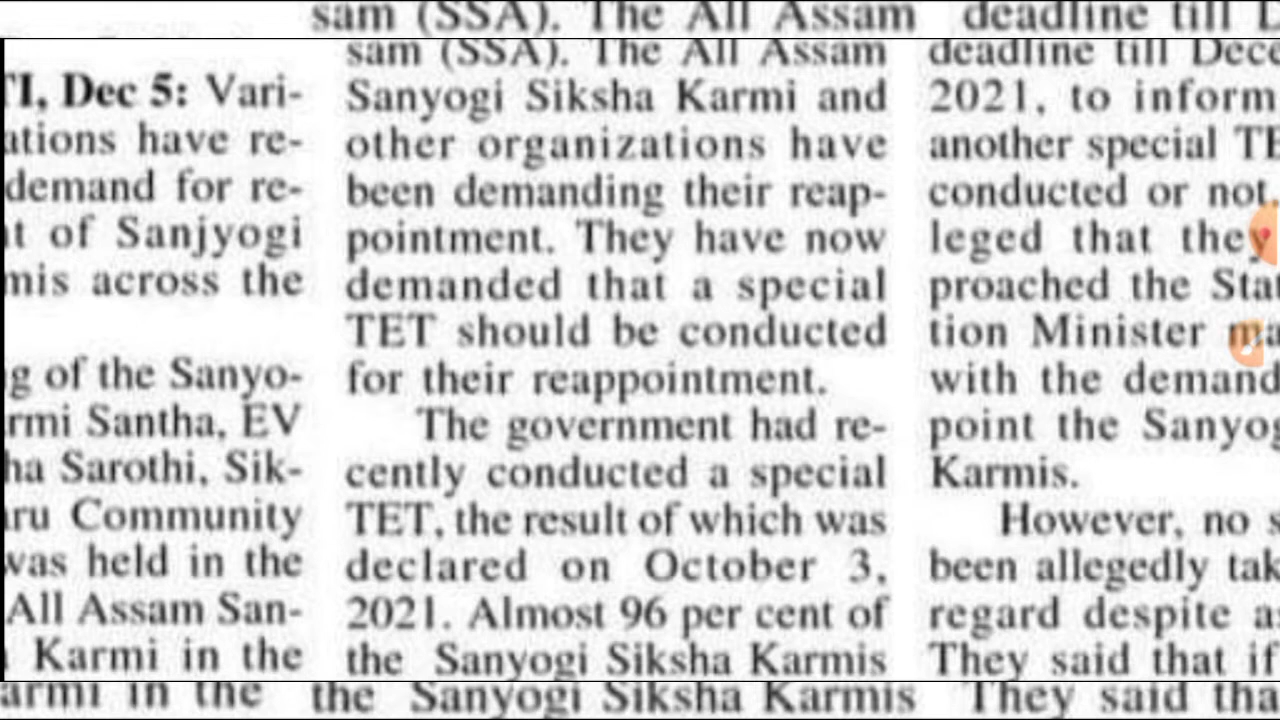 sam (SSA). The All Assam
deadline till
TI, Dec 5: Vari-
ations have re-
demand for re-
of Sanjyogi
mis across the
g of the Sanyo-
rmi Santha, EV
ha Sarothi, Sik-
ru Community
was held in the
All Assam San-
Karmi in the
sam (SSA). The All Assam
Sanyogi Siksha Karmi and
other organizations have
been demanding their reap-
pointment. They have now
demanded that a special
TET should be conducted
for their reappointment.
The government had re-
cently conducted a special
TET, the result of which was
declared on October 3,
2021. Almost 96 per cent of
the Sanyogi Siksha Karmis
deadline till Dece
2021, to inform
another special TE
conducted or not.
leged that they
proached the Stat
tion Minister ma
with the demand
point the Sanyog
Karmis.
However, no s
been allegedly tak
regard despite a
They said that if
armi in the
the Sanyogi Siksha Karmis
They said tha